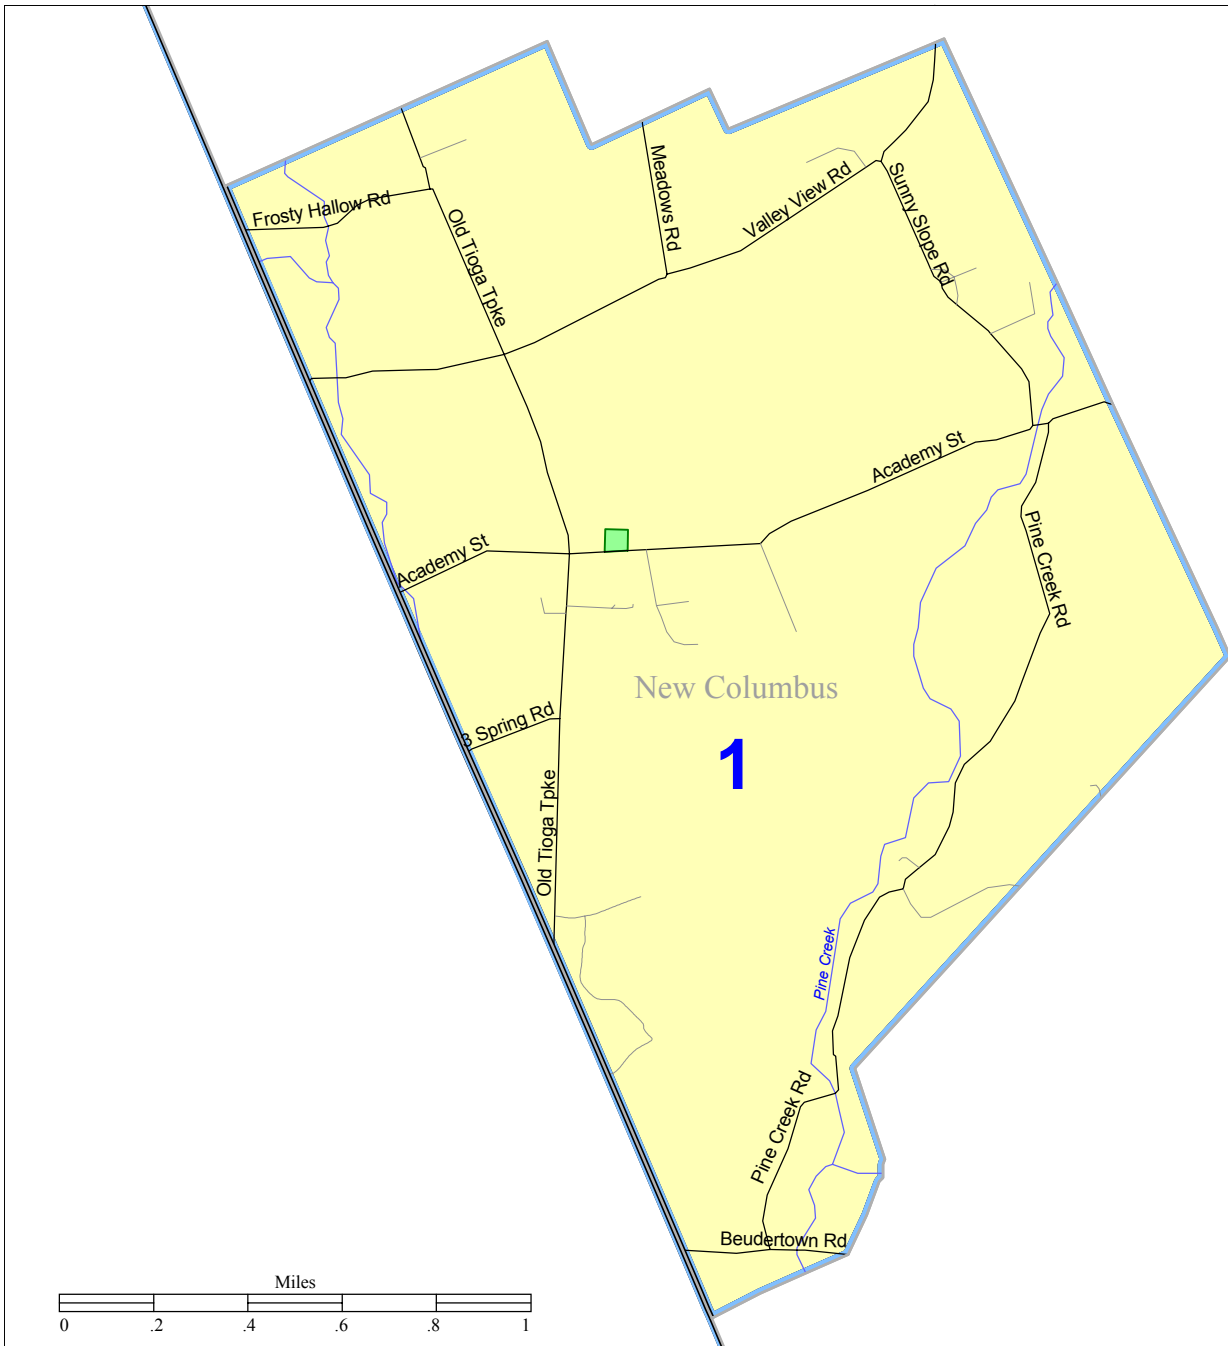 Meadows Rd
Valley View Rd
Sunny Slope Rd
Frosty Hallow Rd
Old Tioga Tpke
Academy St
Academy St
Pine Creek Rd
New Columbus
3 Spring Rd
1
Old Tioga Tpke
Pine Creek
Pine Creek Rd
Beudertown Rd
Miles
0 .2 .4 .6 .8 1